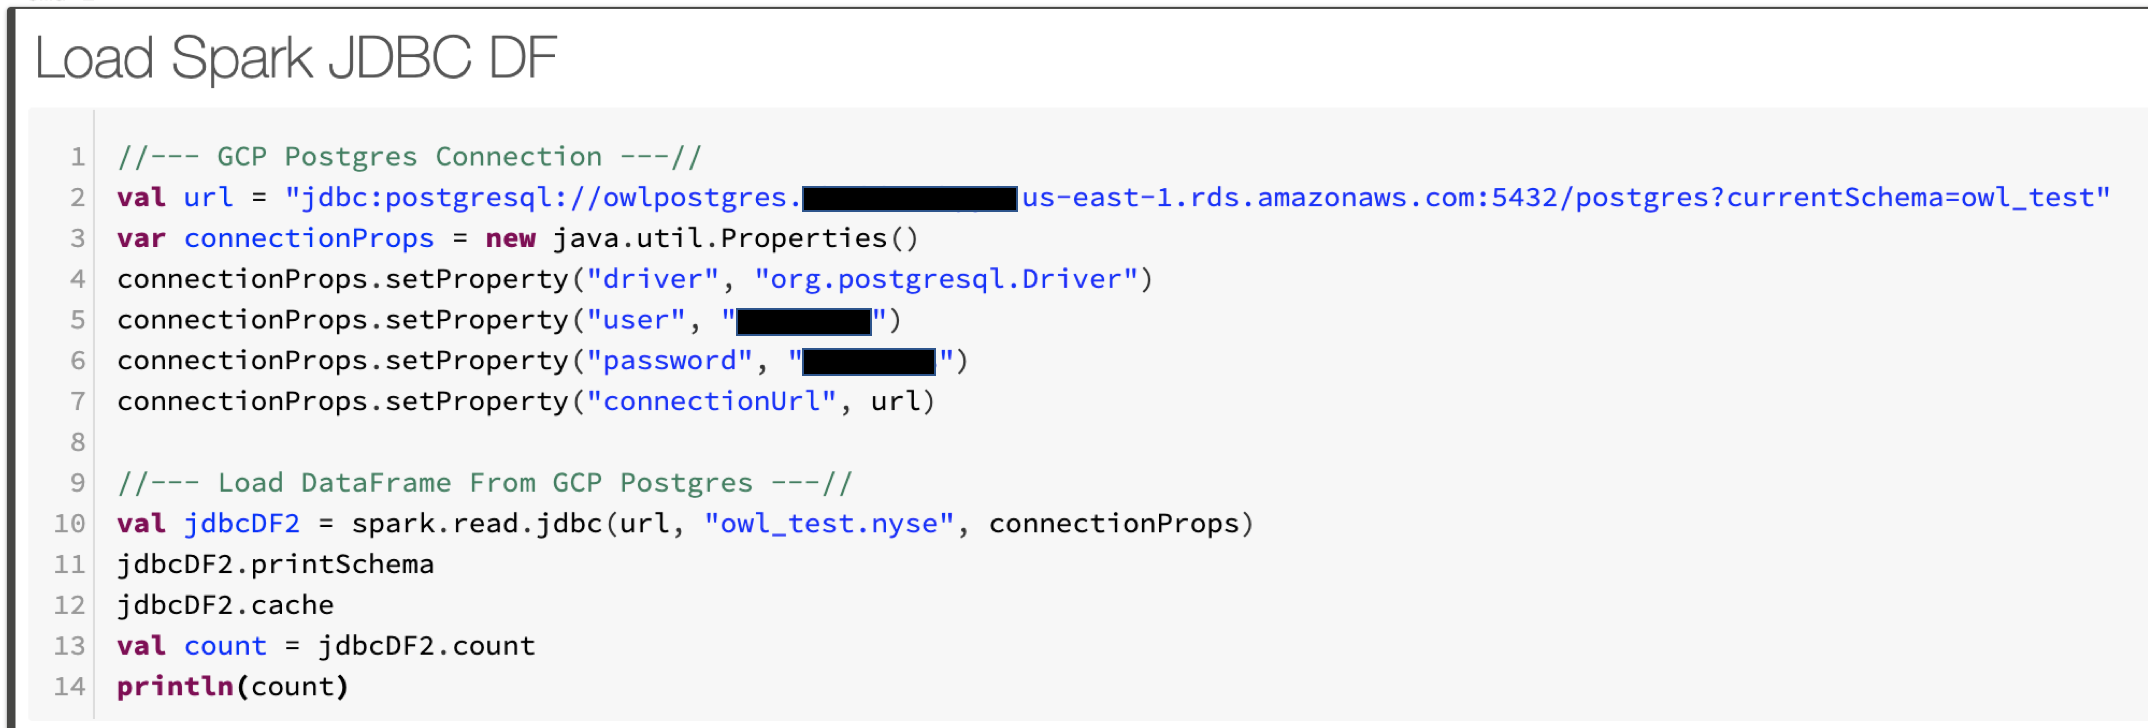 Load Spark JDBC DF
1 //--- GCP Postgres Connection ---//
2 val url = "jdbc:postgresql://owlpostgres. us-east-1.rds.amazonaws.com:5432/postgres?currentSchema=owl_test"
3 var connectionProps = new java.util.Properties()
4 connectionProps.setProperty("driver", "org.postgresql.Driver")
5 connectionProps.setProperty("user", " ")
6 connectionProps.setProperty("password", " ")
7 connectionProps.setProperty("connectionUrl", url)
8
9 //--- Load DataFrame From GCP Postgres ---//
10 val jdbcDF2 = spark.read.jdbc(url, "owl_test.nyse", connectionProps)
11 jdbcDF2.printSchema
12 jdbcDF2.cache
13 val count = jdbcDF2.count
14 println(count)